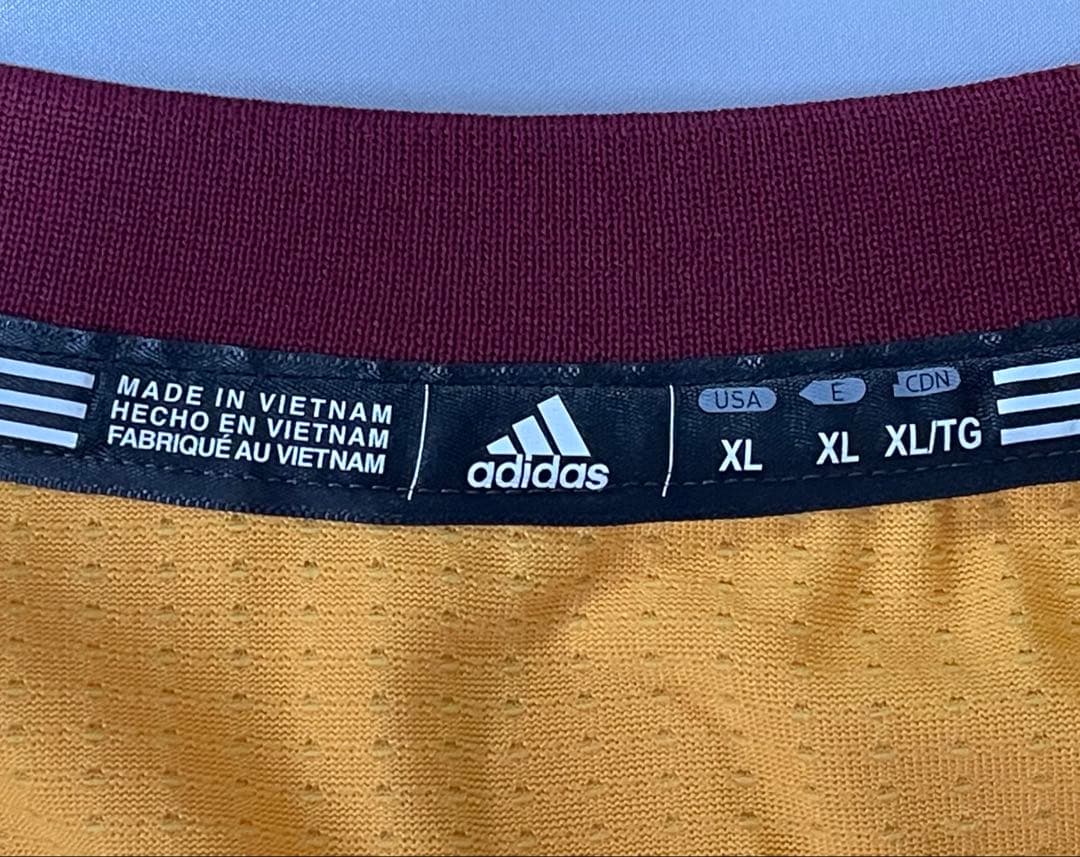 MADE IN VIETNAM
HECHO EN VIETNAM
FABRIQUÉ AU VIETNAM
adidas
USA E CDN
XL XL XL/TG